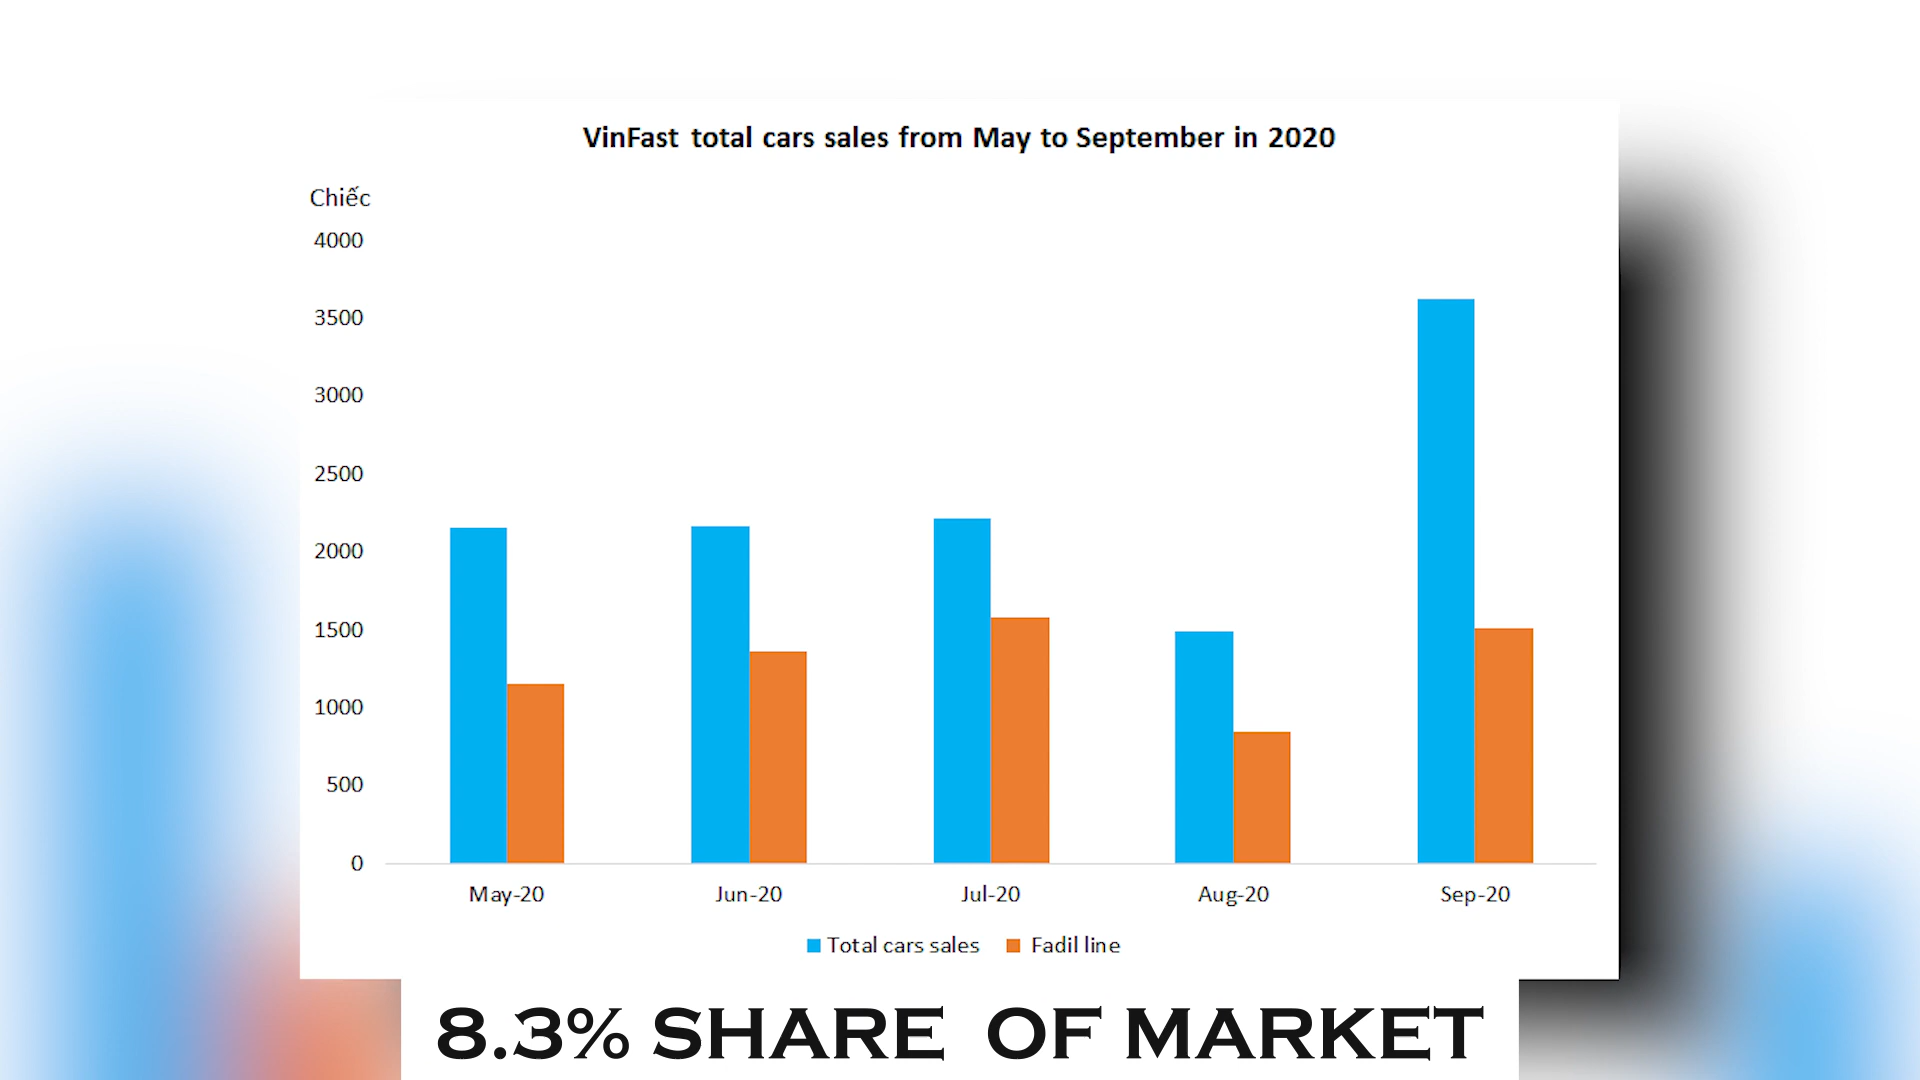 VinFast total cars sales from May to September in 2020
Chiếc
4000
3500
3000
2500
2000
1500
1000
500
0
May-20 Jun-20 Jul-20 Aug-20 Sep-20
Total cars sales Fadil line
8.3% SHARE OF MARKET